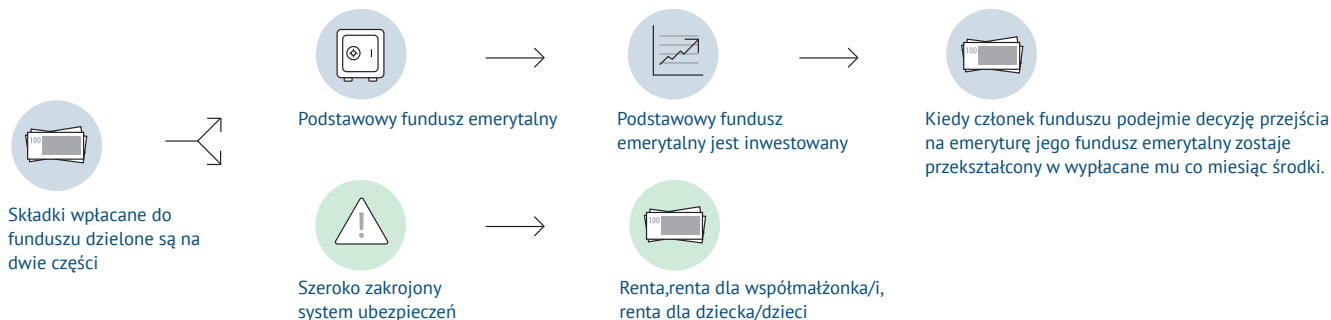 100
Składki wpłacane do
funduszu dzielone są na
dwie części
Podstawowy fundusz emerytalny
Podstawowy fundusz
emerytalny jest inwestowany
100
Kiedy członek funduszu podejmie decyzję przejścia
na emeryturę jego fundusz emerytalny zostaje
przekształcony w wypłacane mu co miesiąc środki.
!
Szeroko zakrojony
system ubezpieczeń
100
Renta,renta dla współmałżonka/i,
renta dla dziecka/dzieci